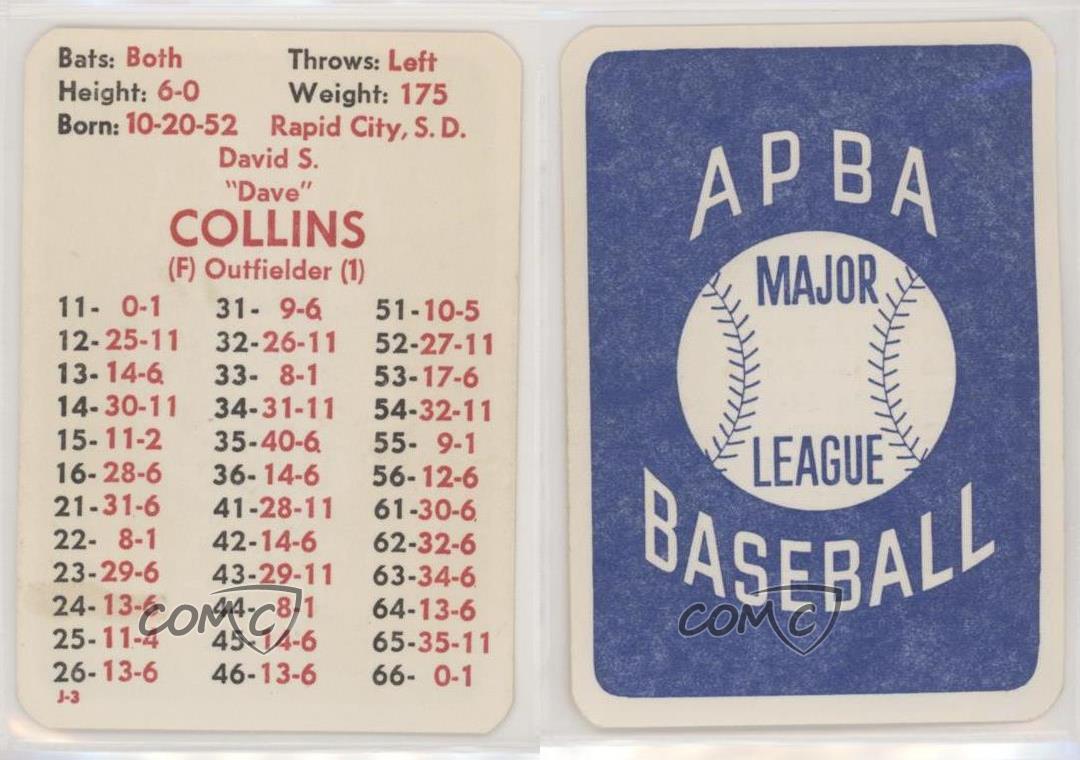 Bats: Both Throws: Left
Height: 6-0 Weight: 175
Born: 10-20-52 Rapid City, S. D.
David S.
"Dave"
COLLINS
(F) Outfielder (1)
11- 0-1 31- 9-6 51-10-5
12-25-11 32-26-11 52-27-11
13-14-6 33- 8-1 53-17-6
14-30-11 34-31-11 54-32-11
15-11-2 35-40-6 55- 9-1
16-28-6 36-14-6 56-12-6
21-31-6 41-28-11 61-30-6
22- 8-1 42-14-6 62-32-6
23-29-6 43-29-11 63-34-6
24-13-6 44- 8-1 64-13-6
25-11-4 45-14-6 65-35-11
26-13-6 46-13-6 66- 0-1
J-3
COMC
APBA
MAJOR
LEAGUE
BASEBALL
COMC